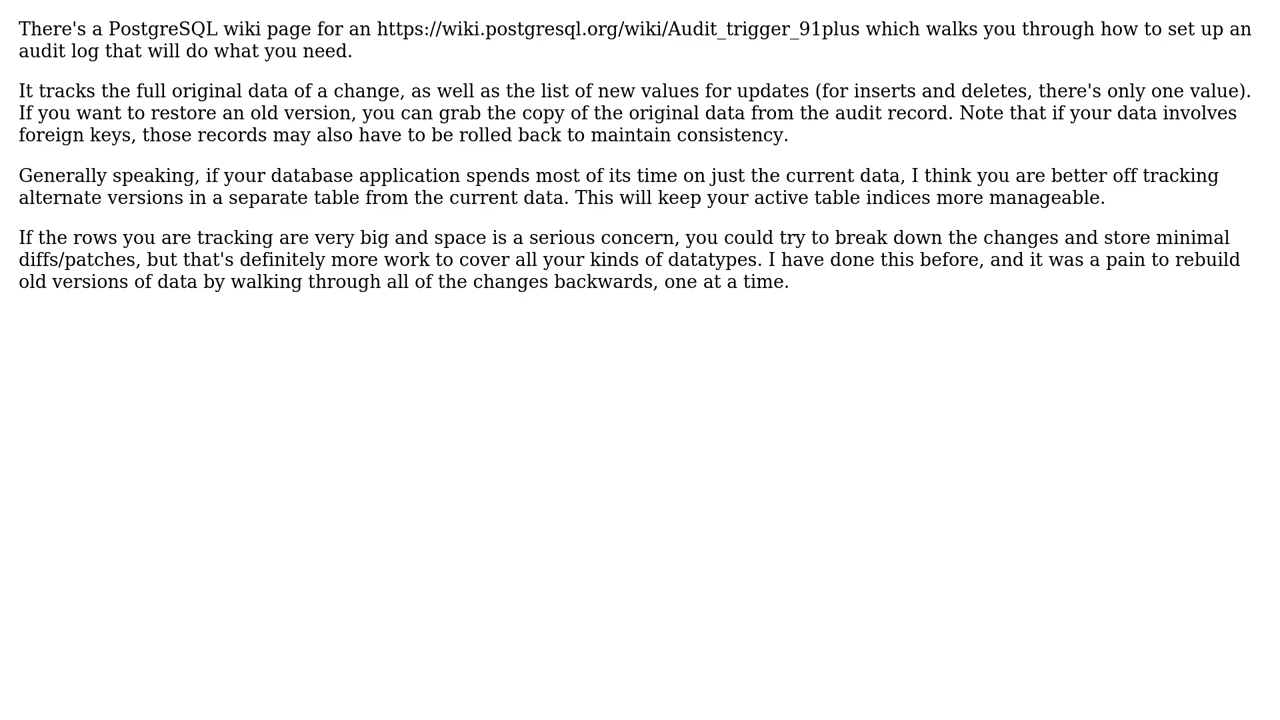 There's a PostgreSQL wiki page for an https://wiki.postgresql.org/wiki/Audit_trigger_91plus which walks you through how to set up an
audit log that will do what you need.
It tracks the full original data of a change, as well as the list of new values for updates (for inserts and deletes, there's only one value).
If you want to restore an old version, you can grab the copy of the original data from the audit record. Note that if your data involves
foreign keys, those records may also have to be rolled back to maintain consistency.
Generally speaking, if your database application spends most of its time on just the current data, I think you are better off tracking
alternate versions in a separate table from the current data. This will keep your active table indices more manageable.
If the rows you are tracking are very big and space is a serious concern, you could try to break down the changes and store minimal
diffs/patches, but that's definitely more work to cover all your kinds of datatypes. I have done this before, and it was a pain to rebuild
old versions of data by walking through all of the changes backwards, one at a time.